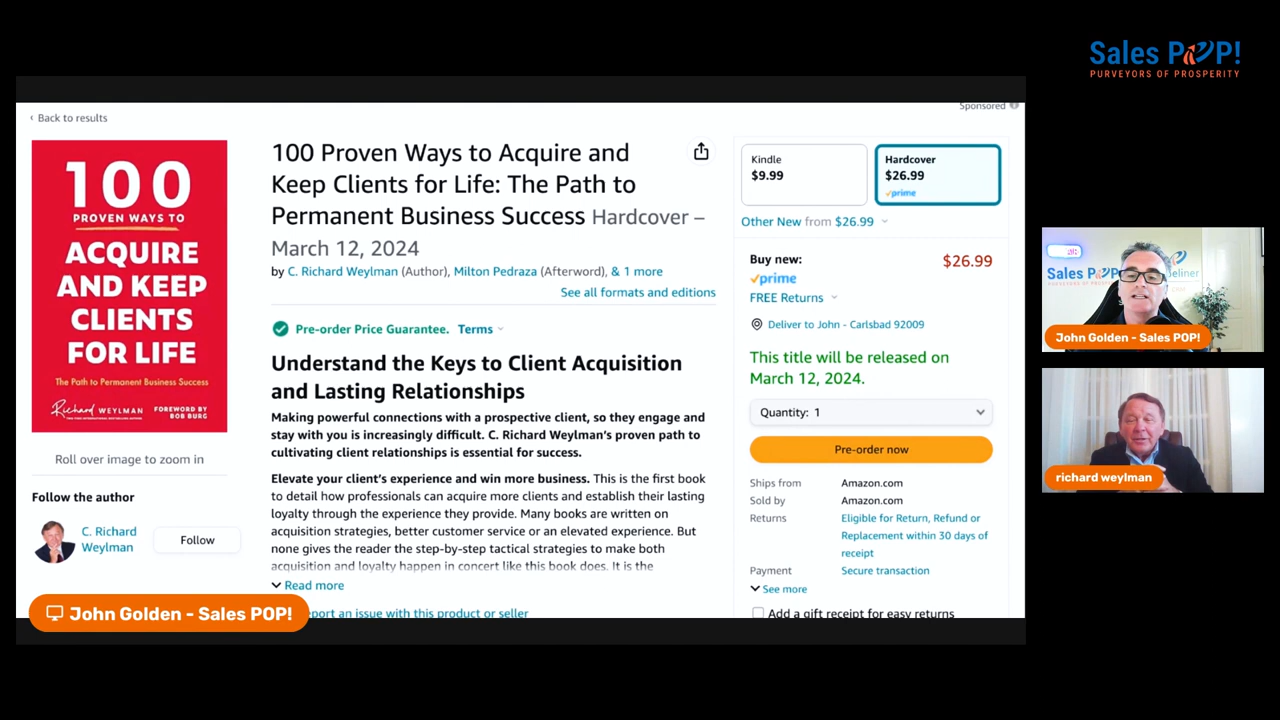 Sales POP!
PURVEYORS OF PROSPERITY
Sponsored
‹ Back to results
100
PROVEN WAYS TO
ACQUIRE
AND KEEP
CLIENTS
FOR LIFE
The Path to Permanent Business Success
Richard WEYLMAN
FOREWORD BY
BOB BURG
Roll over image to zoom in
Follow the author
C. Richard
Weylman
Follow
100 Proven Ways to Acquire and
Keep Clients for Life: The Path to
Permanent Business Success Hardcover –
March 12, 2024
by C. Richard Weylman (Author), Milton Pedraza (Afterword), & 1 more
See all formats and editions
Pre-order Price Guarantee. Terms
Understand the Keys to Client Acquisition
and Lasting Relationships
Making powerful connections with a prospective client, so they engage and
stay with you is increasingly difficult. C. Richard Weylman's proven path to
cultivating client relationships is essential for success.
Elevate your client's experience and win more business. This is the first book
to detail how professionals can acquire more clients and establish their lasting
loyalty through the experience they provide. Many books are written on
acquisition strategies, better customer service or an elevated experience. But
none gives the reader the step-by-step tactical strategies to make both
acquisition and loyalty happen in concert like this book does. It is the
Read more
port an issue with this product or seller
Kindle
$9.99
Hardcover
$26.99
prime
Other New from $26.99
Buy new:
$26.99
prime
FREE Returns
Deliver to John - Carlsbad 92009
This title will be released on
March 12, 2024.
Quantity: 1
Pre-order now
Ships from Amazon.com
Sold by Amazon.com
Returns Eligible for Return, Refund or
Replacement within 30 days of
receipt
Payment Secure transaction
See more
Add a gift receipt for easy returns
John Golden - Sales POP!
Sales P
John Golden - Sales POP!
richard weylman